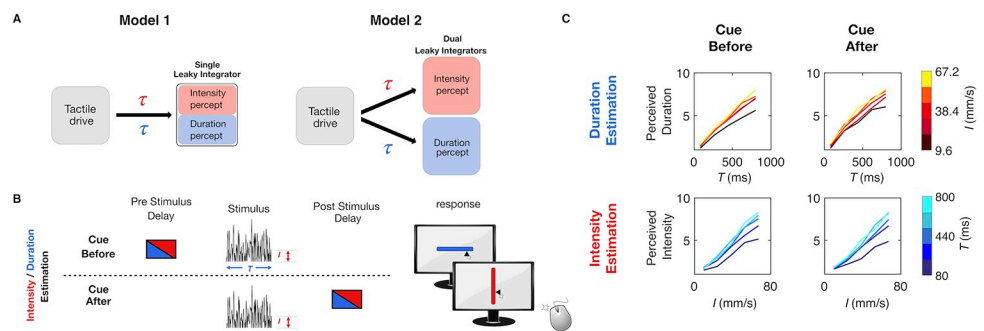 A
Model 1
Model 2
Single
Leaky Integrator
Tactile
drive
τ
τ
Intensity
percept
Duration
percept
Dual
Leaky Integrators
Tactile
drive
τ
τ
Intensity
percept
Duration
percept
B
Intensity / Duration
Estimation
Pre Stimulus
Delay
Stimulus
Post Stimulus
Delay
response
Cue
Before
I
T
Cue
After
I
C
Cue
Before
Cue
After
Duration
Estimation
Perceived
Duration
10
5
0 500 1000
T (ms)
10
5
0 500 1000
T (ms)
67.2
38.4
9.6
I (mm/s)
Intensity
Estimation
Perceived
Intensity
10
5
0 80
I (mm/s)
10
5
0 80
I (mm/s)
800
440
80
T (ms)